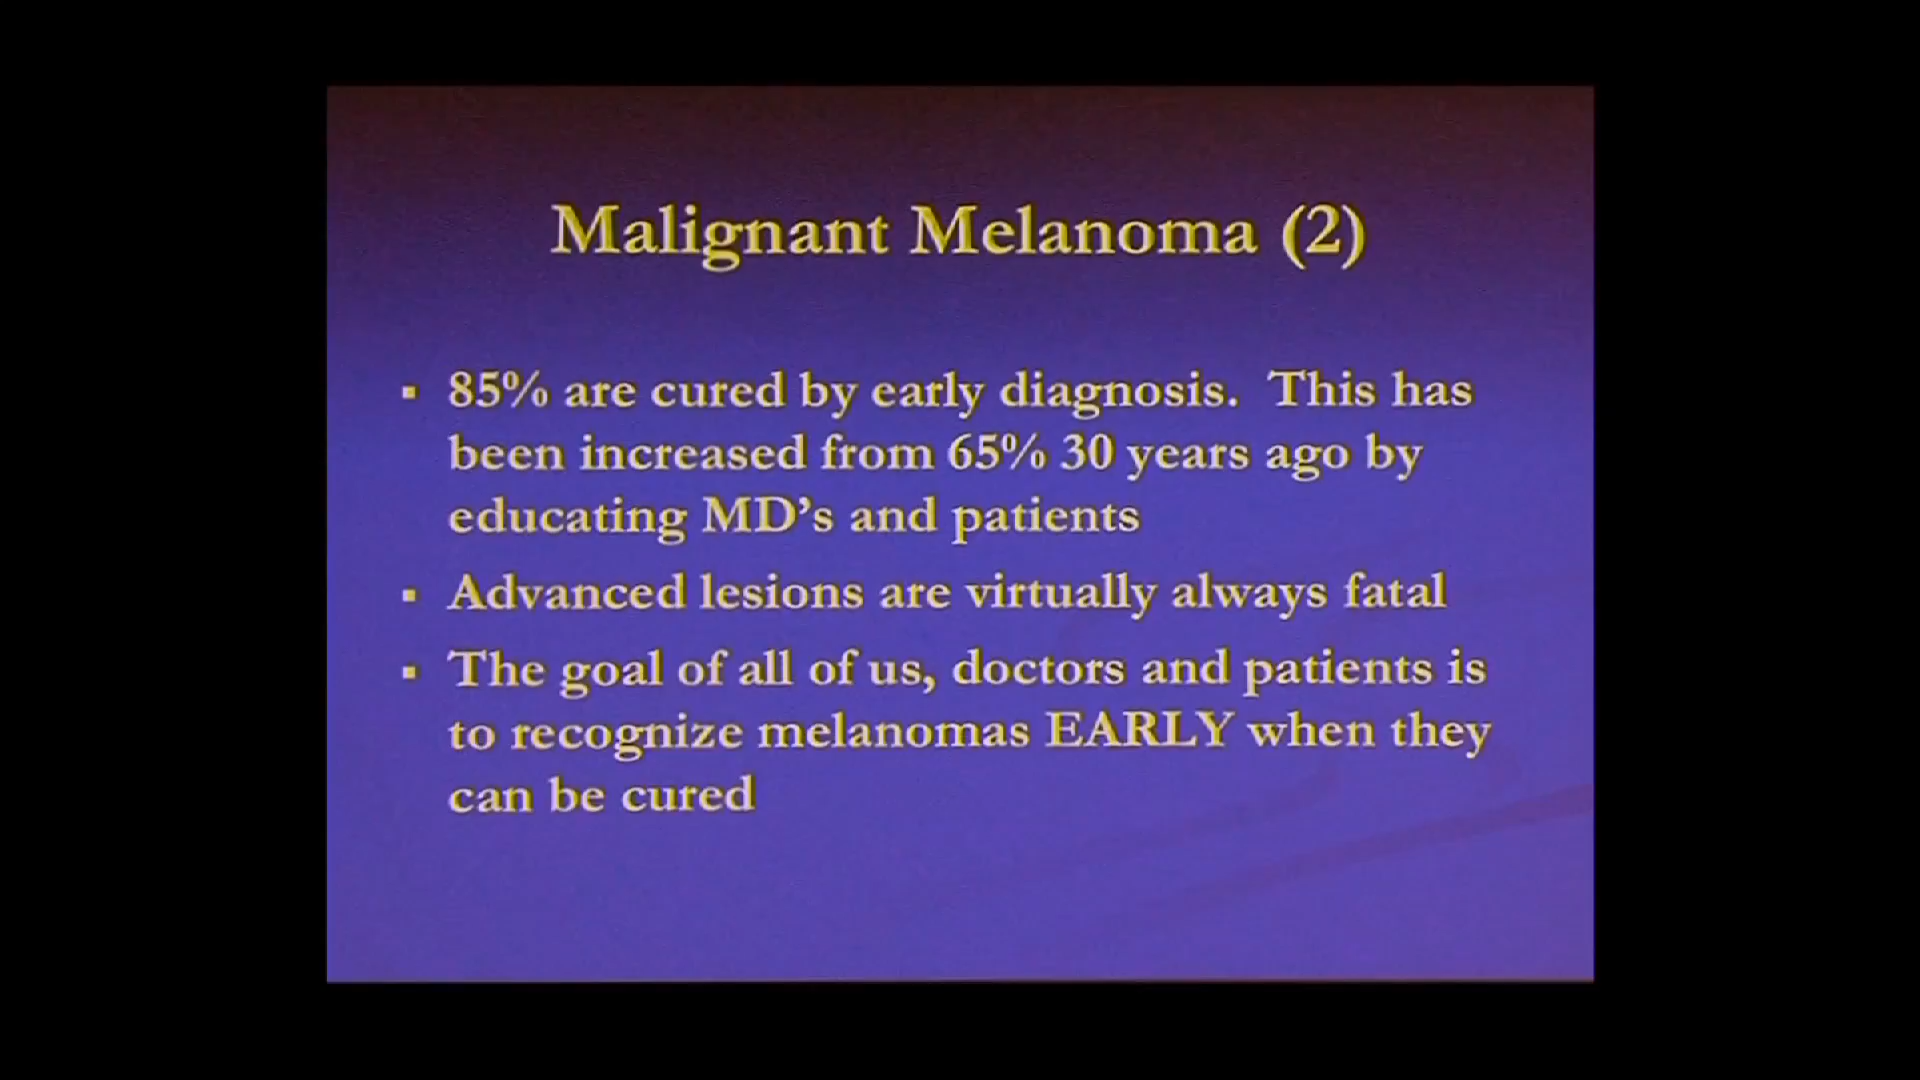 Malignant Melanoma (2)
▪ 85% are cured by early diagnosis.  This has
been increased from 65% 30 years ago by
educating MD’s and patients
▪ Advanced lesions are virtually always fatal
▪ The goal of all of us, doctors and patients is
to recognize melanomas EARLY when they
can be cured